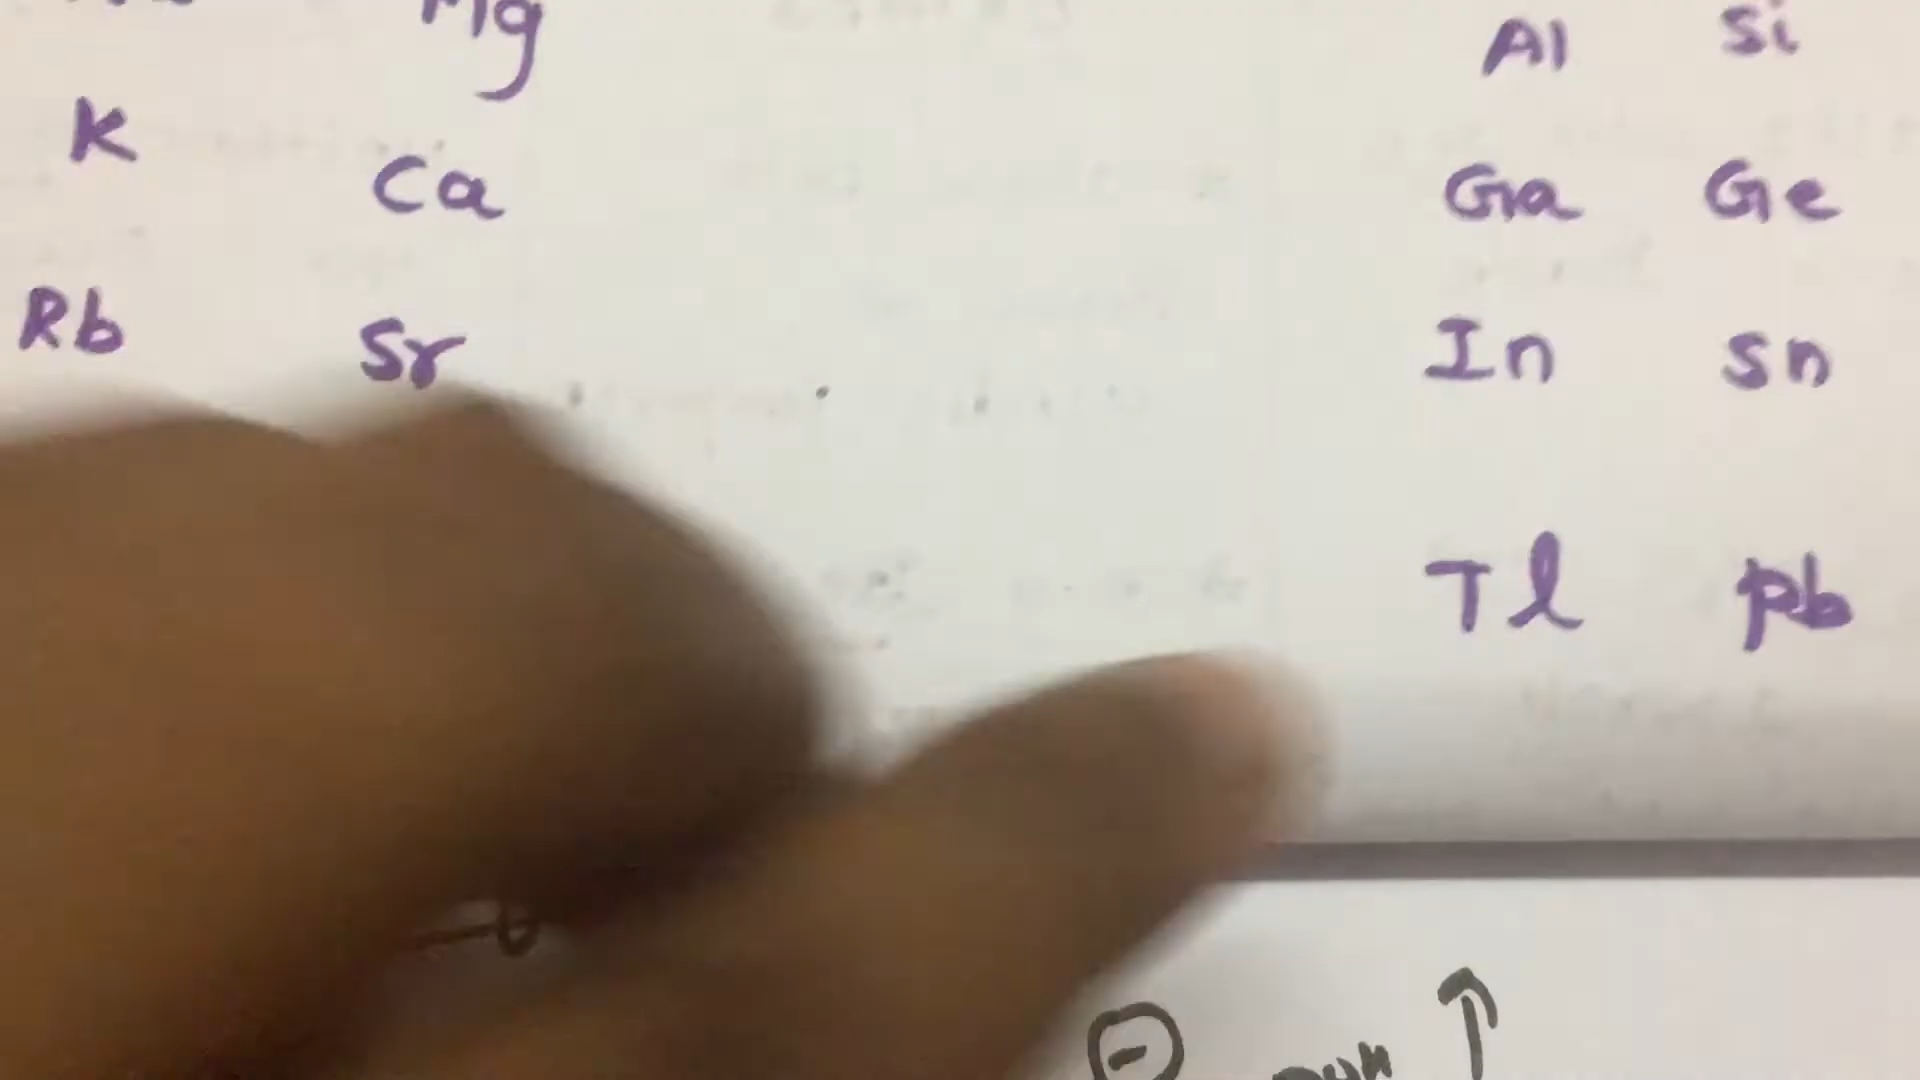 Mg Al Si
K Ca Ga Ge
Rb Sr In Sn
Tl pb
⊖ ↑